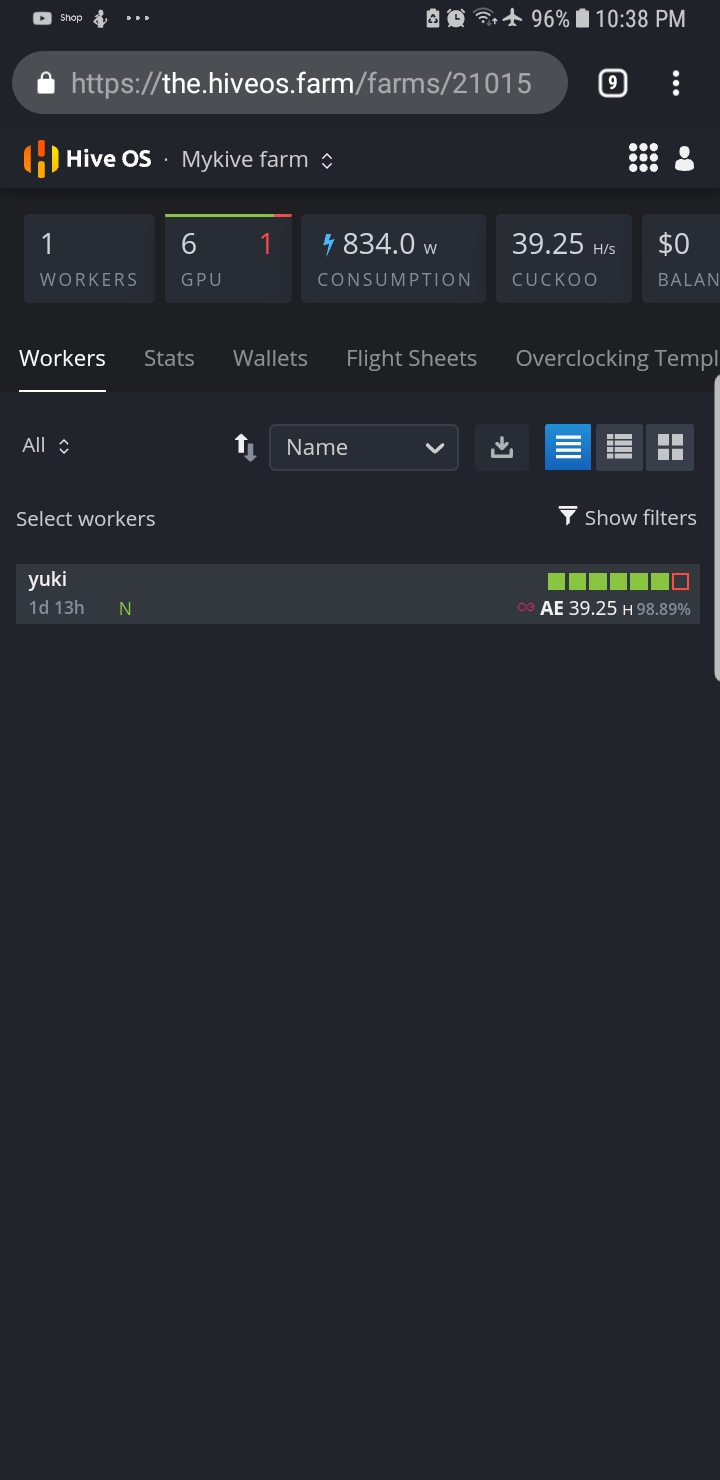 Shop 96% 10:38 PM
https://the.hiveos.farm/farms/21015 9
Hive OS · Mykive farm
1 6 1 834.0 W 39.25 H/s $0
WORKERS GPU CONSUMPTION CUCKOO BALAN
Workers Stats Wallets Flight Sheets Overclocking Templ
All Name
Select workers Show filters
yuki
1d 13h N AE 39.25 H 98.89%